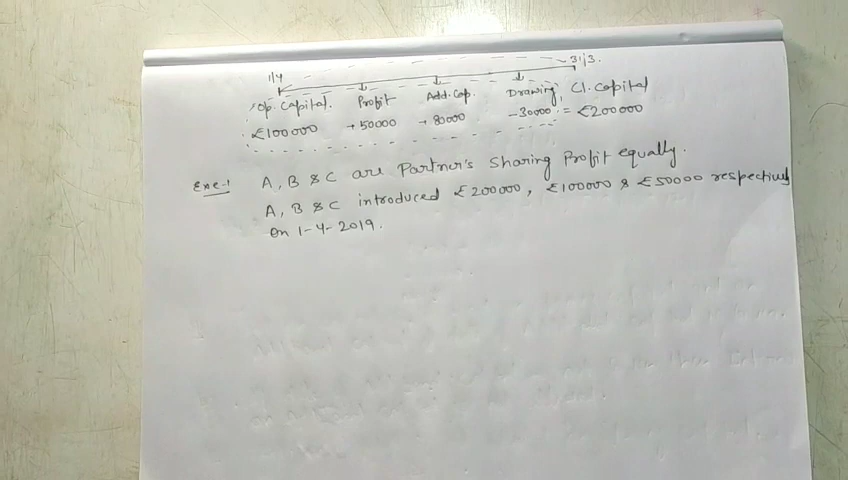 1/4 31/3.
Op. Capital. Profit Add. Cap. Drawing Cl. Capital
₹100000 +50000 +80000 -30000 = ₹200000
Exe-1 A, B & C are Partner's Sharing Profit equally.
A, B & C introduced ₹200000, ₹100000 & ₹50000 respectively
On 1-4-2019.